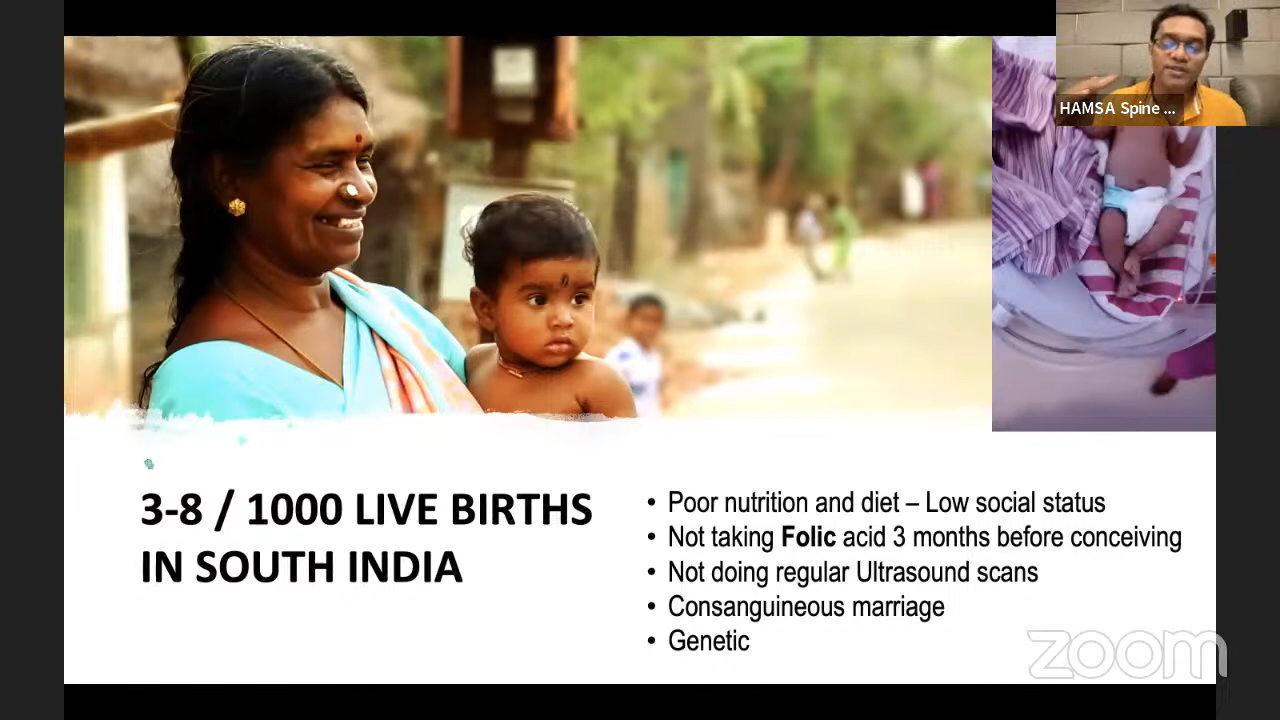 HAMSA Spine ...
3-8 / 1000 LIVE BIRTHS
IN SOUTH INDIA
• Poor nutrition and diet – Low social status
• Not taking Folic acid 3 months before conceiving
• Not doing regular Ultrasound scans
• Consanguineous marriage
• Genetic
zoom